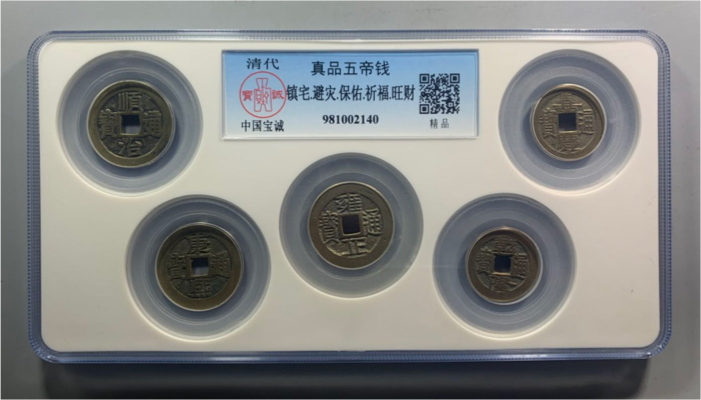 清代
真品五帝钱
镇宅.避灾.保佑.祈福.旺财
寶誠
中国宝诚
981002140
精品
順治通寶
嘉慶通寶
雍正通寶
康熙通寶
乾隆通寶